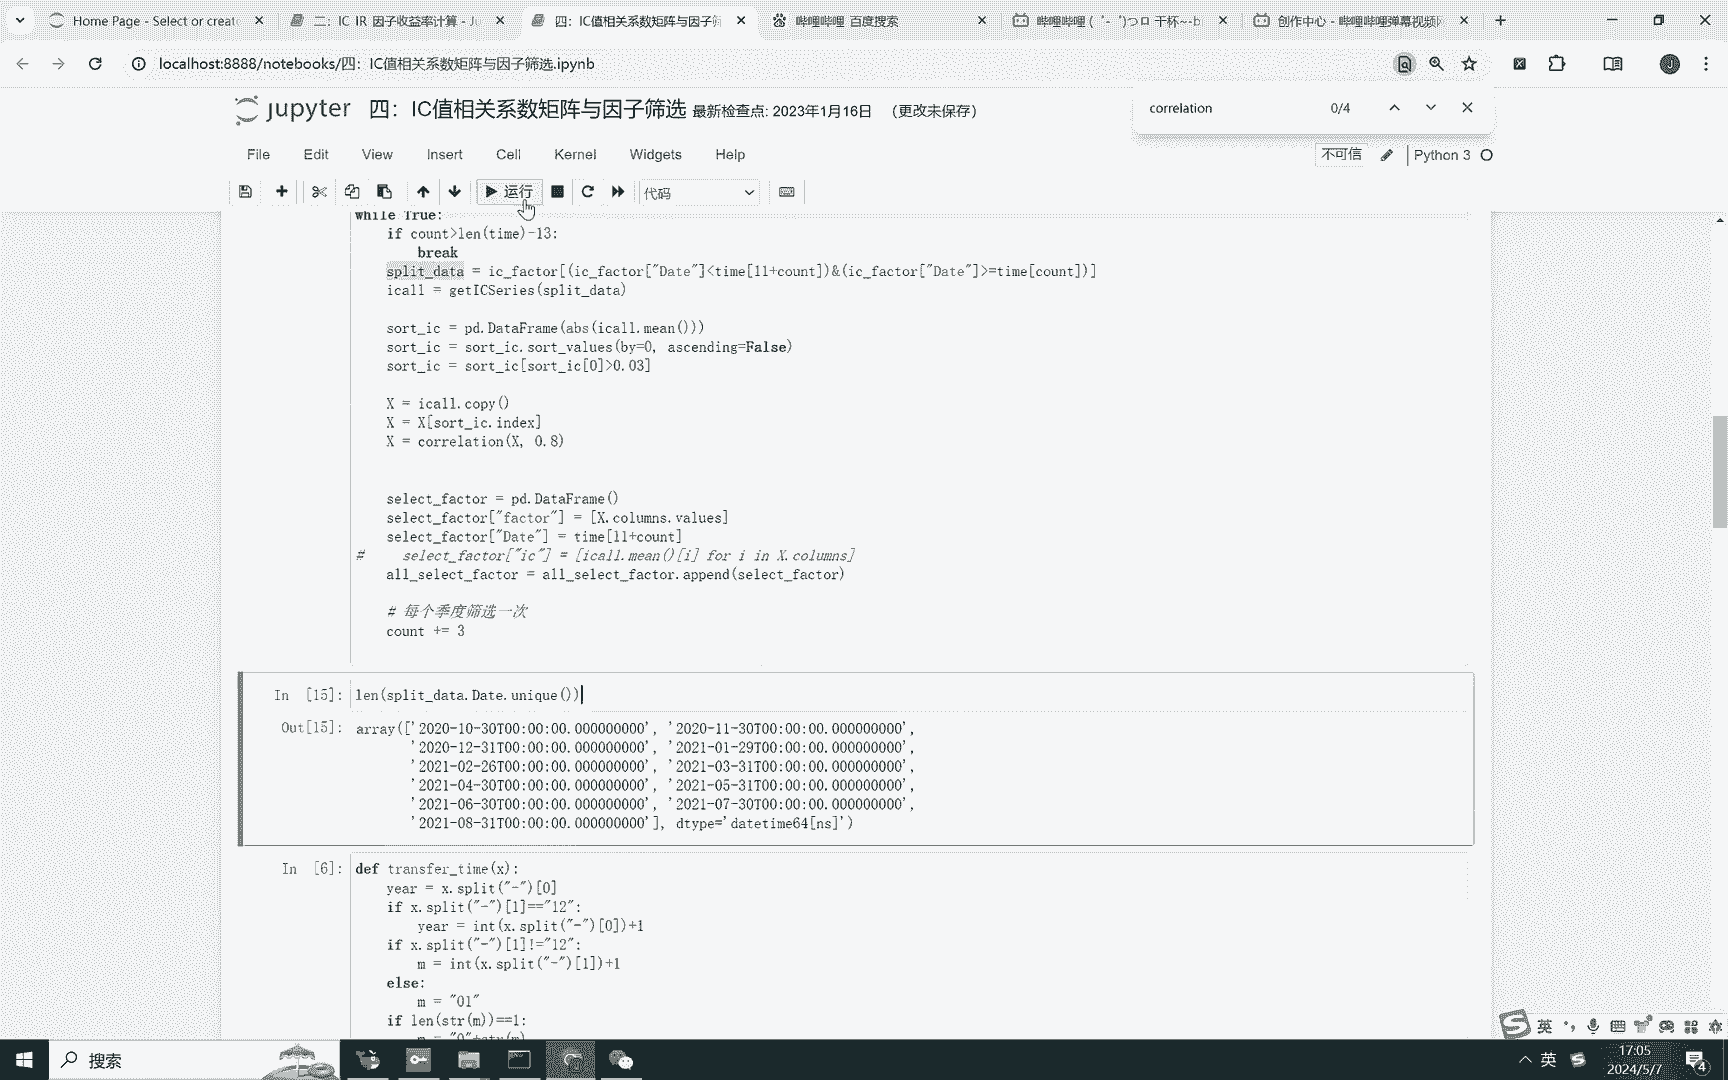 Home Page - Select or create
二：IC IR 因子收益率计算 - Ju
四：IC值相关系数矩阵与因子筛
哔哩哔哩 百度搜索
哔哩哔哩 (゜-゜)つロ 干杯~-b
创作中心 - 哔哩哔哩弹幕视频网
localhost:8888/notebooks/四：IC值相关系数矩阵与因子筛选.ipynb
correlation 0/4
jupyter 四：IC值相关系数矩阵与因子筛选 最新检查点: 2023年1月16日 （更改未保存）
File Edit View Insert Cell Kernel Widgets Help
不可信 Python 3
运行 代码
while True:
if count>len(time)-13:
break
split_data = ic_factor[(ic_factor["Date"]<time[11+count])&(ic_factor["Date"]>=time[count])]
icall = getICSeries(split_data)
sort_ic = pd.DataFrame(abs(icall.mean()))
sort_ic = sort_ic.sort_values(by=0, ascending=False)
sort_ic = sort_ic[sort_ic[0]>0.03]
X = icall.copy()
X = X[sort_ic.index]
X = correlation(X, 0.8)
select_factor = pd.DataFrame()
select_factor["factor"] = [X.columns.values]
select_factor["Date"] = time[11+count]
# select_factor["ic"] = [icall.mean()[i] for i in X.columns]
all_select_factor = all_select_factor.append(select_factor)
# 每个季度筛选一次
count += 3
In [15]: len(split_data.Date.unique())
Out[15]: array(['2020-10-30T00:00:00.000000000', '2020-11-30T00:00:00.000000000',
'2020-12-31T00:00:00.000000000', '2021-01-29T00:00:00.000000000',
'2021-02-26T00:00:00.000000000', '2021-03-31T00:00:00.000000000',
'2021-04-30T00:00:00.000000000', '2021-05-31T00:00:00.000000000',
'2021-06-30T00:00:00.000000000', '2021-07-30T00:00:00.000000000',
'2021-08-31T00:00:00.000000000'], dtype='datetime64[ns]')
In [6]: def transfer_time(x):
year = x.split("-")[0]
if x.split("-")[1]=="12":
year = int(x.split("-")[0])+1
if x.split("-")[1]!="12":
m = int(x.split("-")[1])+1
else:
m = "01"
if len(str(m))==1:
m = "0"+str(m)
英
搜索
英
17:05
2024/5/7
4